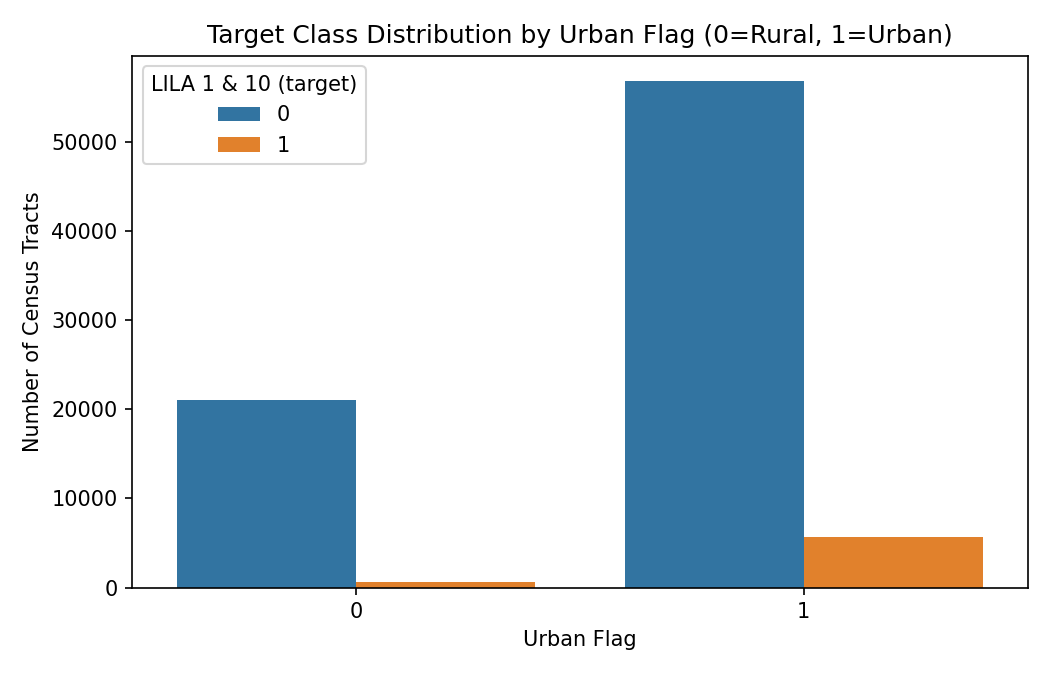 Target Class Distribution by Urban Flag (0=Rural, 1=Urban)
LILA 1 & 10 (target)
0
1
50000
40000
30000
20000
10000
0
Number of Census Tracts
0 1
Urban Flag